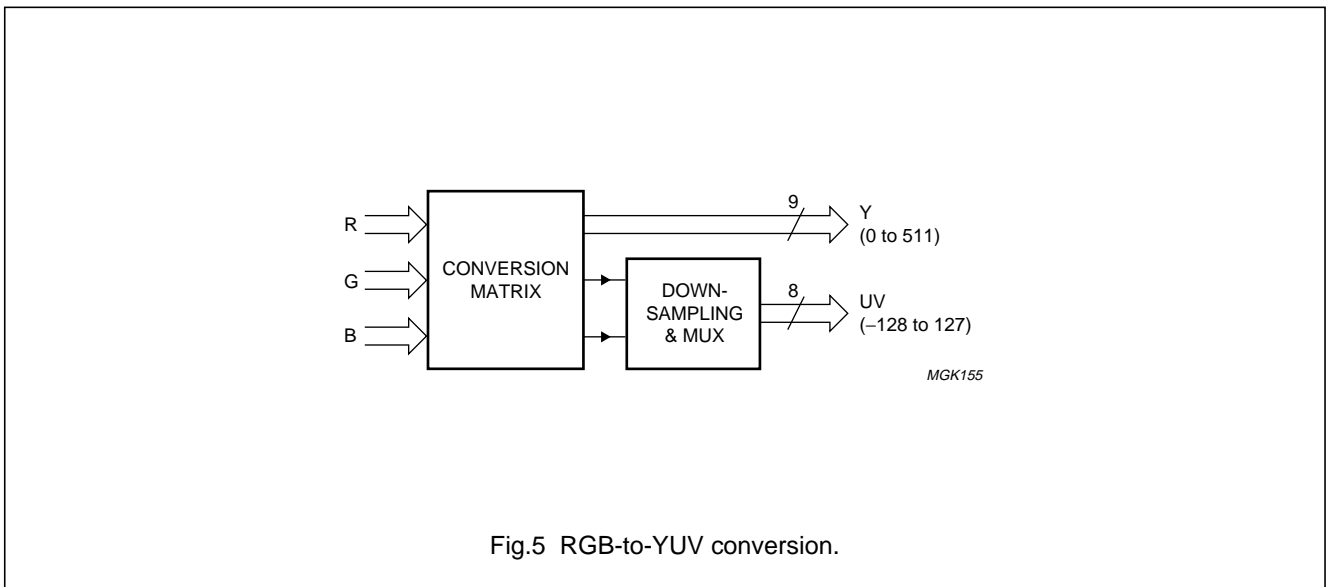 R
G
B
CONVERSION
MATRIX
9
Y
(0 to 511)
DOWN-
SAMPLING
& MUX
8
UV
(−128 to 127)
MGK155
Fig.5 RGB-to-YUV conversion.